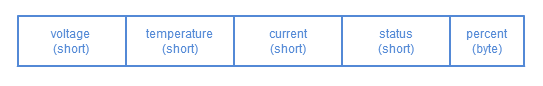 voltage
(short)
temperature
(short)
current
(short)
status
(short)
percent
(byte)